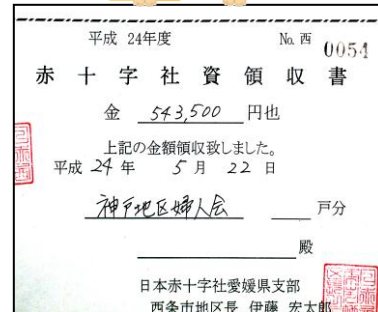 平成 24年度 No.西 0054
赤十字社資領収書
金 543,500 円也
上記の金額領収致しました。
平成 24 年 5 月 22 日
神戸地区婦人会 戸分
殿
日本赤十字社愛媛県支部
西条市地区長 伊藤 宏太郎